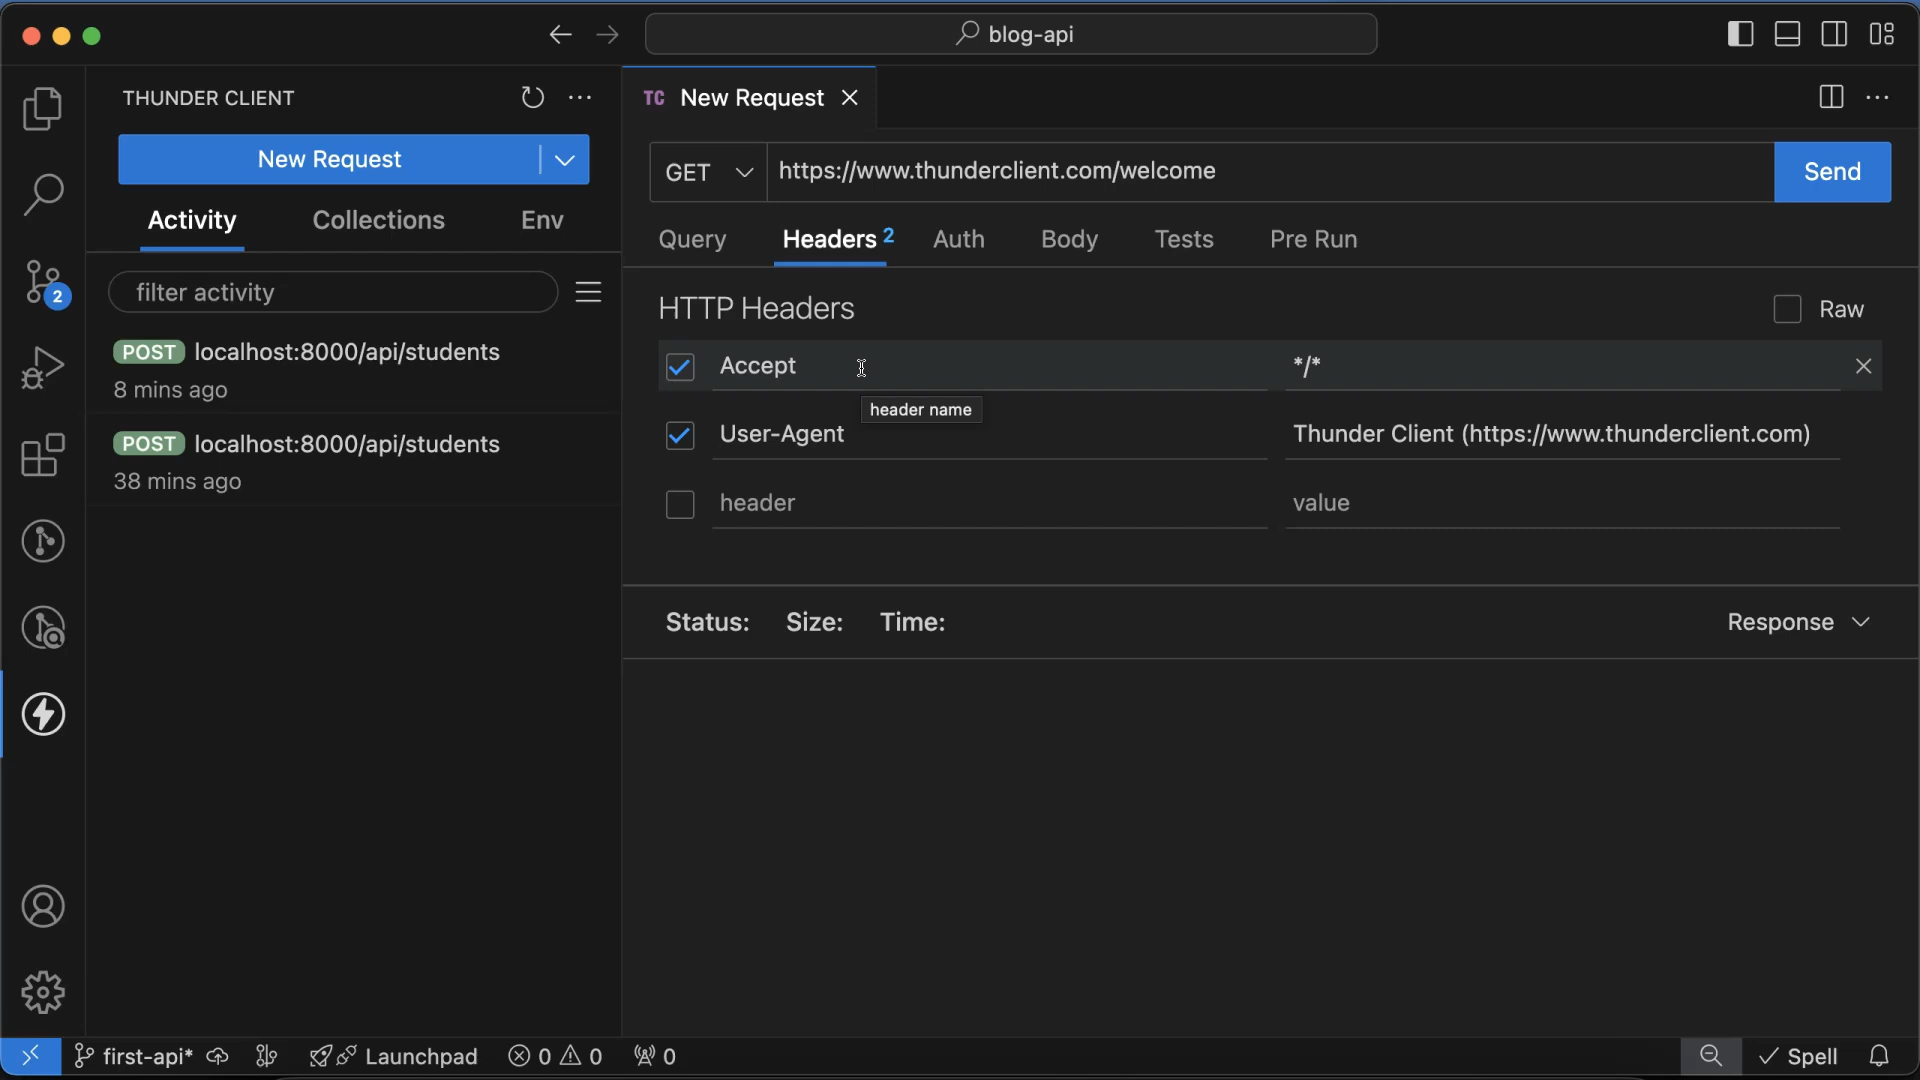 blog-api
THUNDER CLIENT
New Request
Activity
Collections
Env
filter activity
POST localhost:8000/api/students
8 mins ago
POST localhost:8000/api/students
38 mins ago
TC New Request
GET
https://www.thunderclient.com/welcome
Send
Query
Headers 2
Auth
Body
Tests
Pre Run
HTTP Headers
Raw
Accept
*/*
header name
User-Agent
Thunder Client (https://www.thunderclient.com)
header
value
Status:
Size:
Time:
Response
2
first-api*
Launchpad
0
0
0
Spell